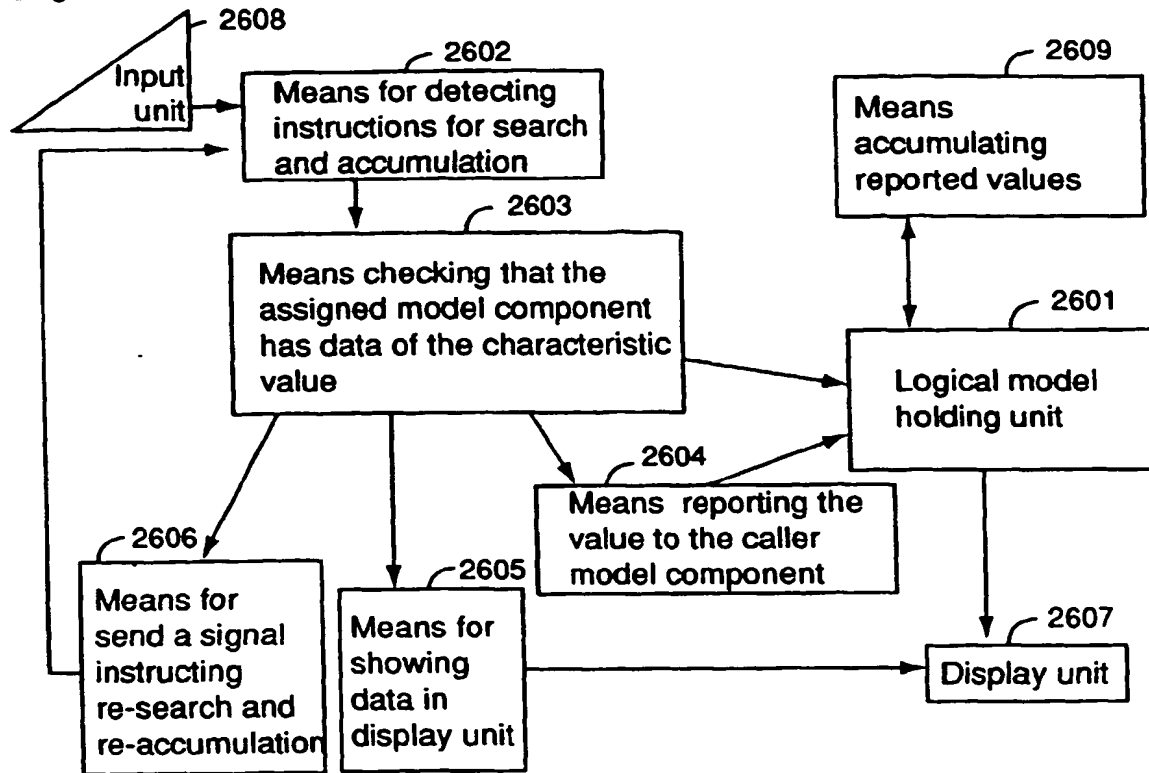 2608
Input
unit
2602
Means for detecting
instructions for search
and accumulation
2609
Means
accumulating
reported values
2603
Means checking that the
assigned model component
has data of the characteristic
value
2601
Logical model
holding unit
2604
Means reporting the
value to the caller
model component
2606
Means for
send a signal
instructing
re-search and
re-accumulation
2605
Means for
showing
data in
display unit
2607
Display unit